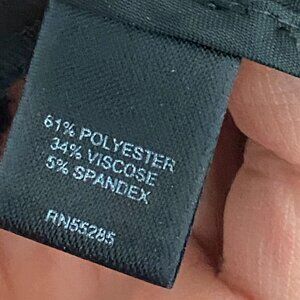 61% POLYESTER
34% VISCOSE
5% SPANDEX
RN55285